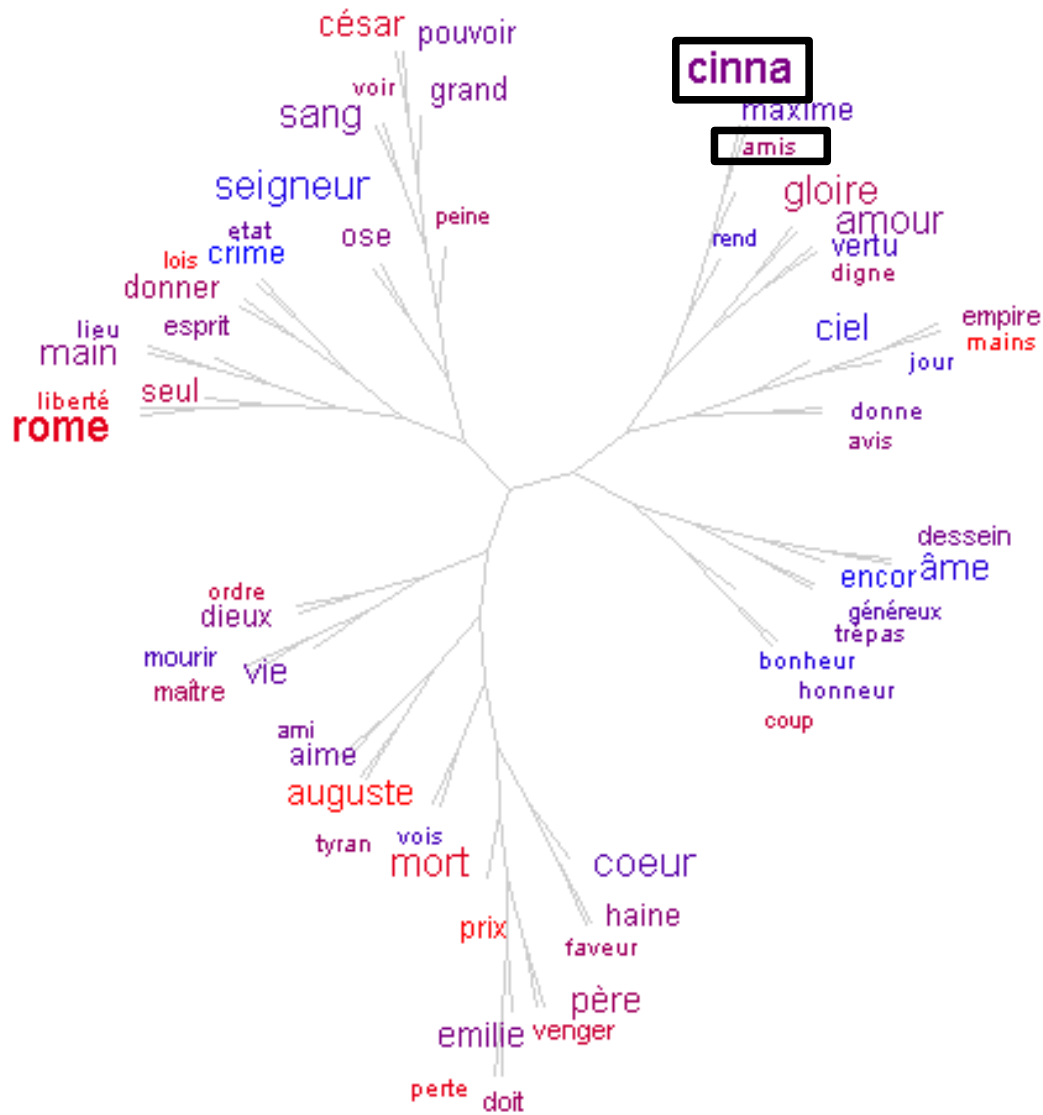 césar
pouvoir
cinna
voir
grand
sang
maxime
amis
seigneur
gloire
peine
amour
etat
ose
rend
vertu
crime
lois
digne
donner
lieu
esprit
ciel
empire
main
mains
jour
seul
liberté
donne
rome
avis
dessein
encor
âme
ordre
généreux
dieux
trépas
mourir
vie
bonheur
maître
honneur
coup
ami
aime
auguste
tyran
vois
mort
coeur
haine
prix
faveur
père
emilie
venger
perte
doit